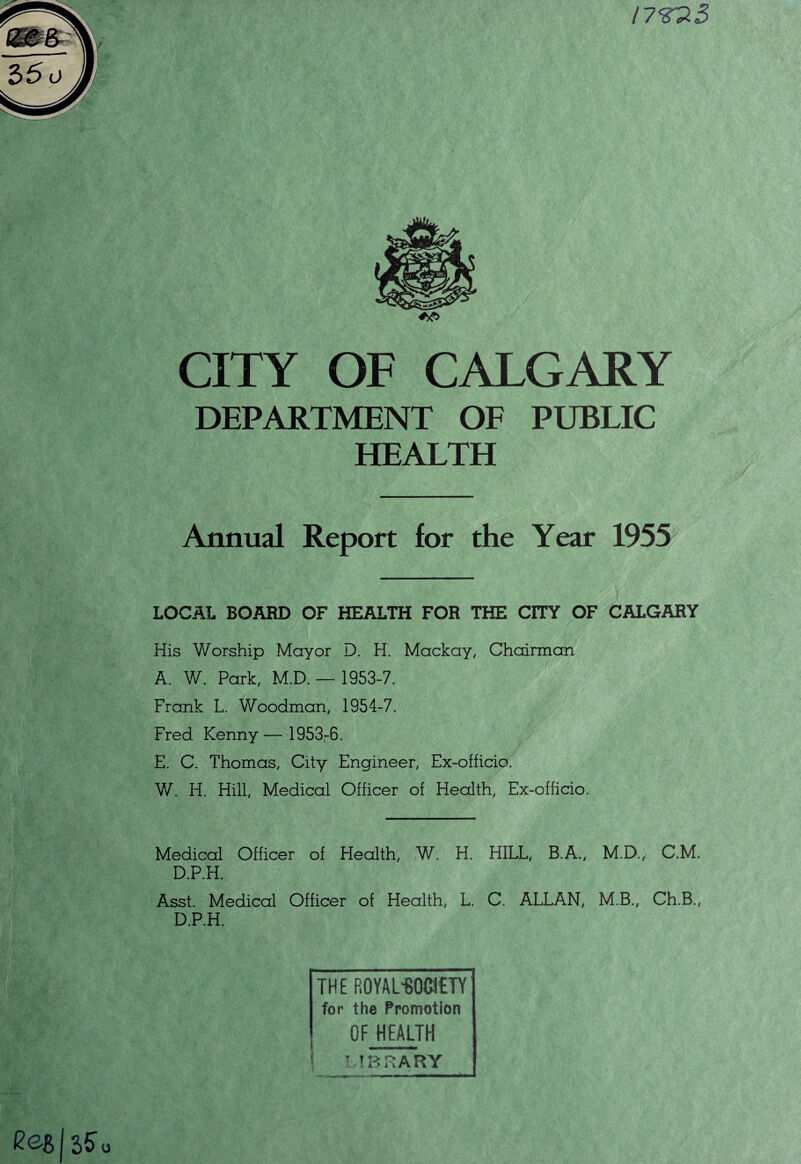 17823
35 u
CITY OF CALGARY
DEPARTMENT OF PUBLIC
HEALTH
Annual Report for the Year 1955
LOCAL BOARD OF HEALTH FOR THE CITY OF CALGARY
His Worship Mayor D. H. Mackay, Chairman
A. W. Park, M.D. — 1953-7.
Frank L. Woodman, 1954-7.
Fred Kenny — 1953-6.
E. C. Thomas, City Engineer, Ex-officio.
W. H. Hill, Medical Officer of Health, Ex-officio.
Medical Officer of Health, W. H. HILL, B.A., M.D., C.M.
D.P.H.
Asst. Medical Officer of Health, L. C. ALLAN, M.B., Ch.B.,
D.P.H.
THE ROYAL SOCIETY
for the Promotion
OF HEALTH
LIBRARY
ReB | 35 u